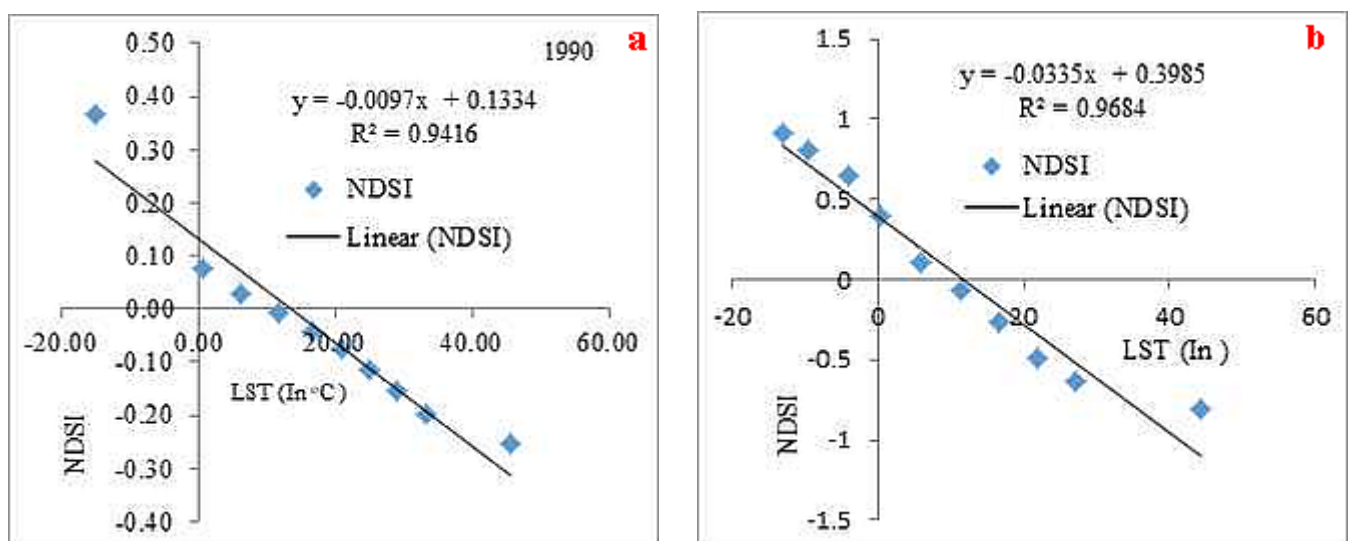 a
1990
y = -0.0097x + 0.1334
R² = 0.9416
NDSI
Linear (NDSI)
0.50
0.40
0.30
0.20
0.10
0.00
-0.10
-0.20
-0.30
-0.40
-20.00 0.00 20.00 40.00 60.00
LST (In °C)
NDSI
b
y = -0.0335x + 0.3985
R² = 0.9684
NDSI
Linear (NDSI)
1.5
1
0.5
0
-0.5
-1
-1.5
-20 0 20 40 60
LST (In )
NDSI